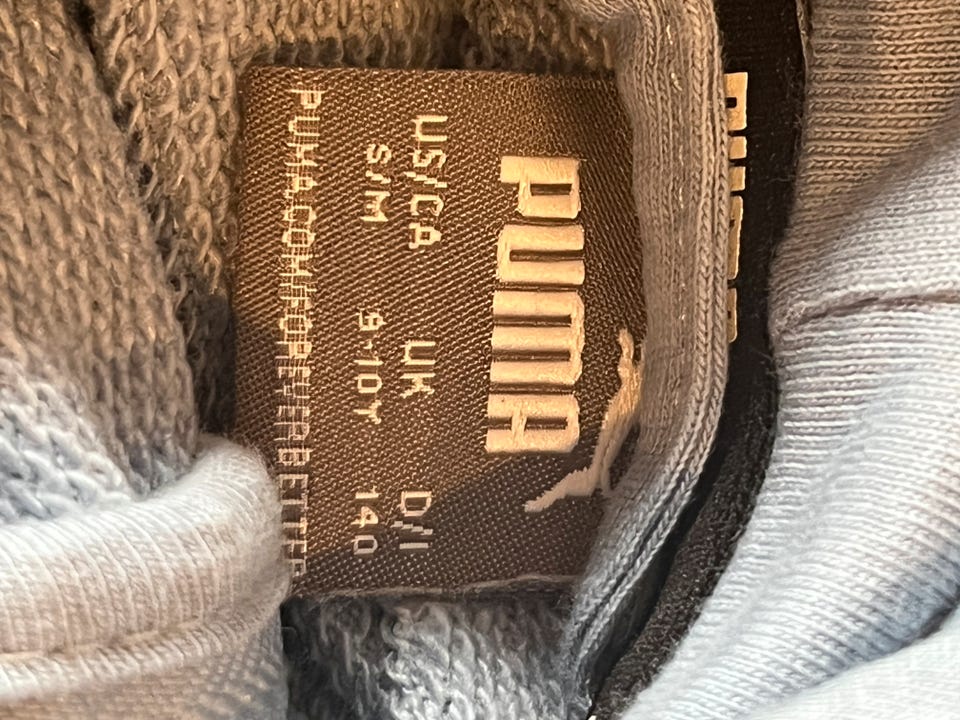 PUMA
US/CA UK D/I
S/M 9-10Y 140
PUMA.COM/FOREVERBETTER